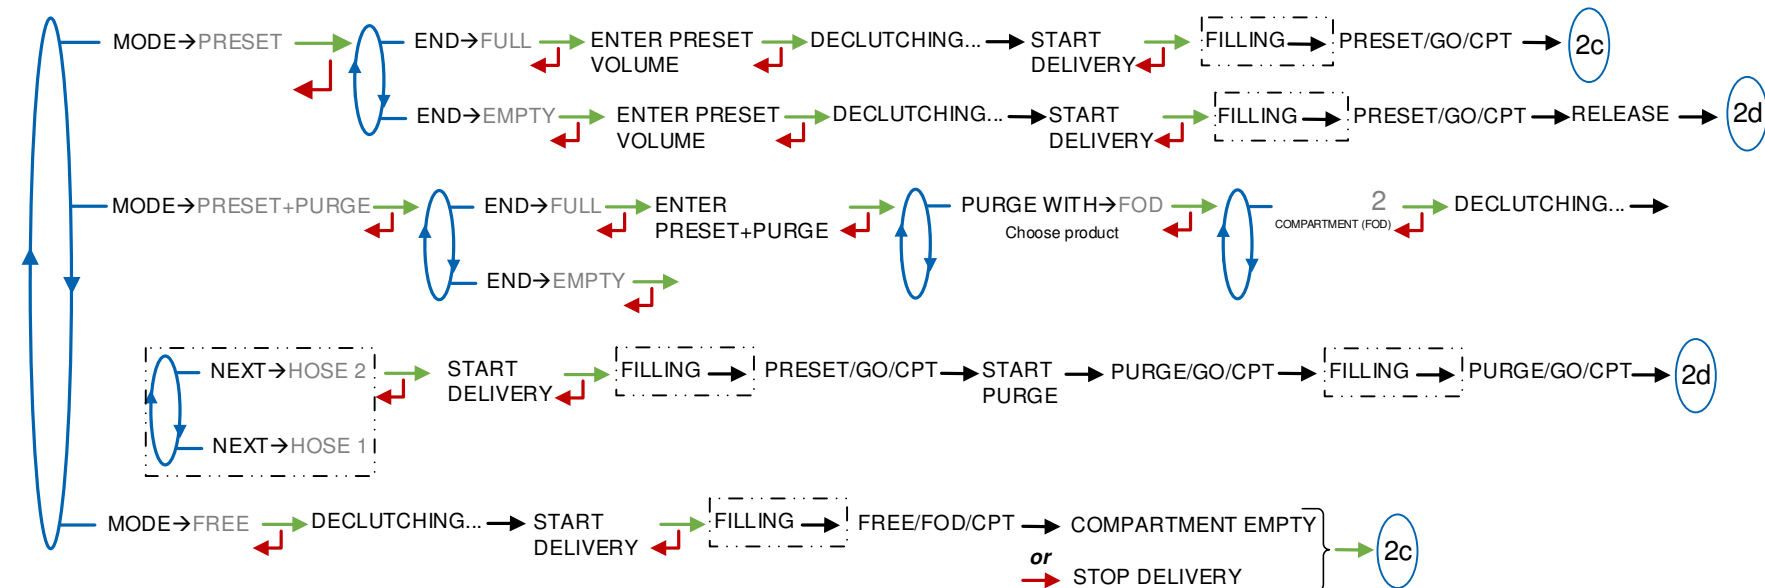 MODE→PRESET END→FULL ENTER PRESET VOLUME DECLUTCHING... START DELIVERY FILLING PRESET/GO/CPT 2c
END→EMPTY ENTER PRESET VOLUME DECLUTCHING... START DELIVERY FILLING PRESET/GO/CPT RELEASE 2d
MODE→PRESET+PURGE END→FULL ENTER PRESET+PURGE PURGE WITH→FOD Choose product 2 COMPARTMENT (FOD) DECLUTCHING...
END→EMPTY
NEXT→HOSE 2 START DELIVERY FILLING PRESET/GO/CPT START PURGE PURGE/GO/CPT FILLING PURGE/GO/CPT 2d
NEXT→HOSE 1
MODE→FREE DECLUTCHING... START DELIVERY FILLING FREE/FOD/CPT COMPARTMENT EMPTY 2c
or
STOP DELIVERY